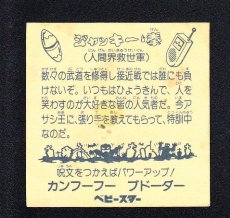 ジャッキー拳
(人間界救世軍)
数々の武道を修得し接近戦では誰にも
負けないぞ。いつもはひょうきんで、人
を笑わすのが大好きな皆の人気者だ。今ア
サシ王に、張り手を教えてもらって、特訓中
なのだ。
呪文をつかえばパワーアップ!
カンフーフー ブドーダー
ベビースター